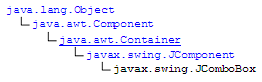 java.lang.Object
java.awt.Component
java.awt.Container
javax.swing.JComponent
javax.swing.JComboBox